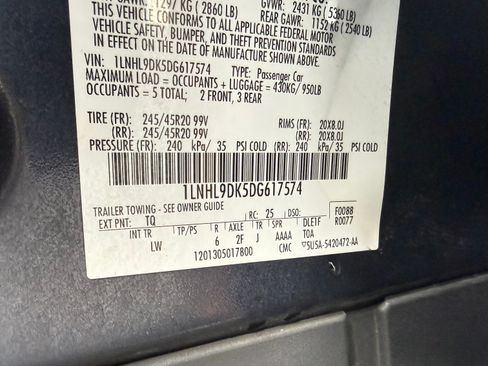 1297 KG ( 2860 LB)
GVWR: 2431 KG ( 5360 LB)
REAR GAWR: 1152 KG ( 2540 LB)
THIS VEHICLE CONFORMS TO ALL APPLICABLE FEDERAL MOTOR
VEHICLE SAFETY, BUMPER, AND THEFT PREVENTION STANDARDS
IN EFFECT ON THE DATE OF MANUFACTURE SHOWN ABOVE.
VIN: 1LNHL9DK5DG617574 TYPE: Passenger Car
MAXIMUM LOAD = OCCUPANTS + LUGGAGE = 430KG/ 950LB
OCCUPANTS = 5 TOTAL; 2 FRONT, 3 REAR
TIRE (FR): 245/45R20 99V RIMS (FR): 20X8.0J
(RR): 245/45R20 99V (RR): 20X8.0J
PRESSURE (FR): 240 kPa/ 35 PSI COLD (RR): 240 kPa/ 35 PSI COLD
1LNHL9DK5DG617574
TRAILER TOWING - SEE OWNER GUIDE
EXT PNT: TQ RC: 25 DSO: F0088
R0077
INT TR TP/PS R AXLE TR SPR DLE1F
LW 6 2F J AAAA TOA
1201305017800 CMC 5U5A-5420472-AA